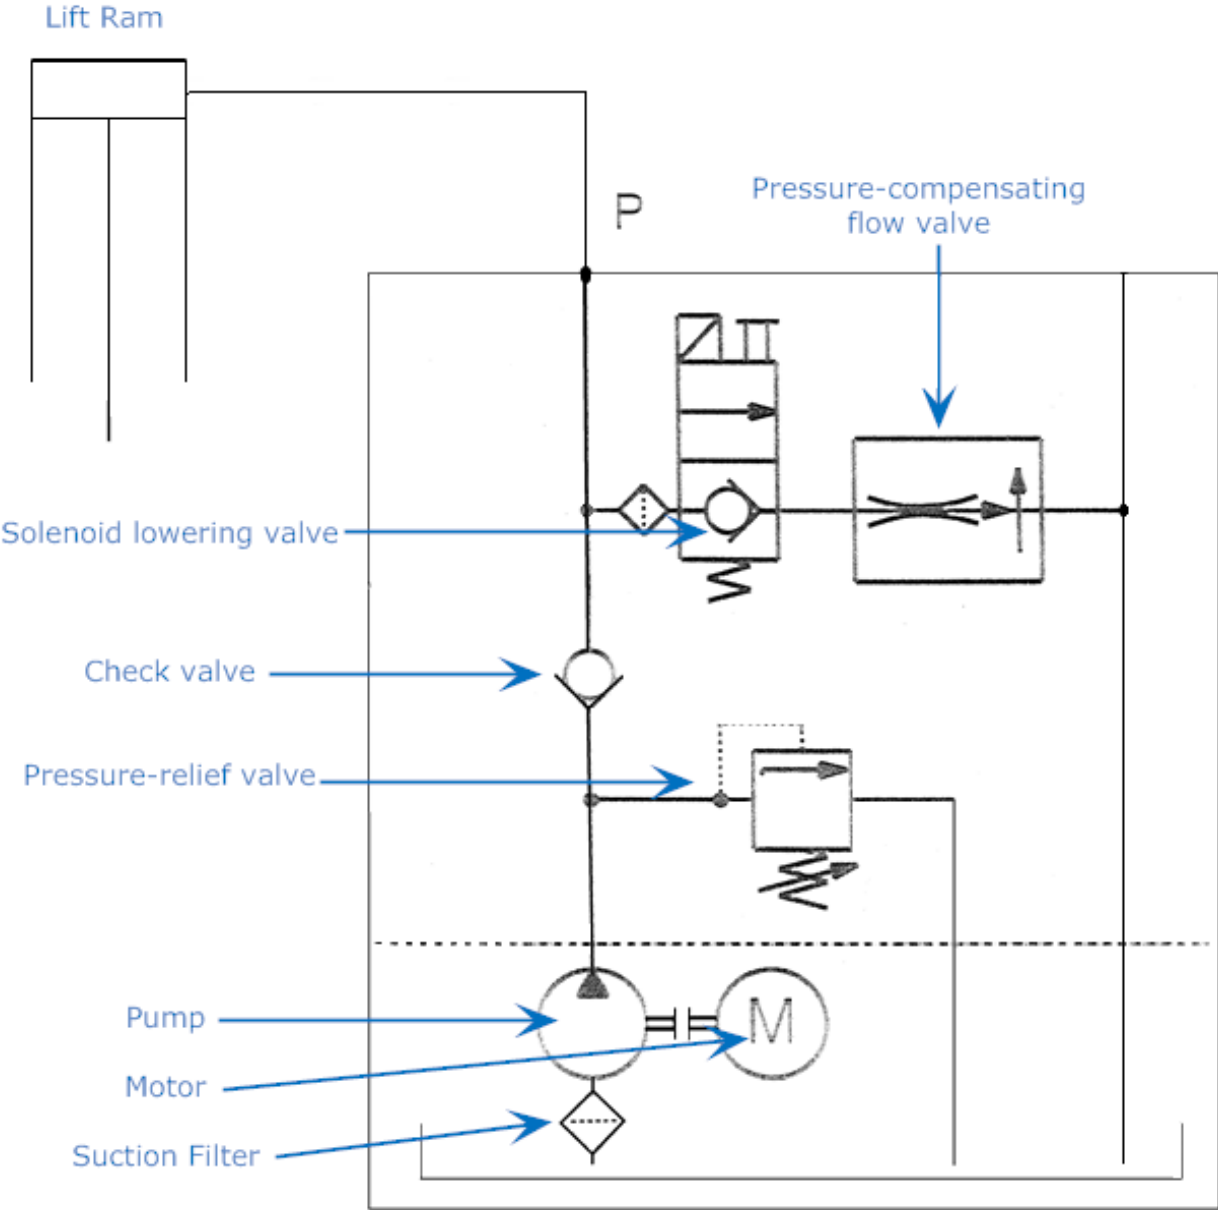 Lift Ram
P
Pressure-compensating
flow valve
Solenoid lowering valve
Check valve
Pressure-relief valve
Pump
M
Motor
Suction Filter